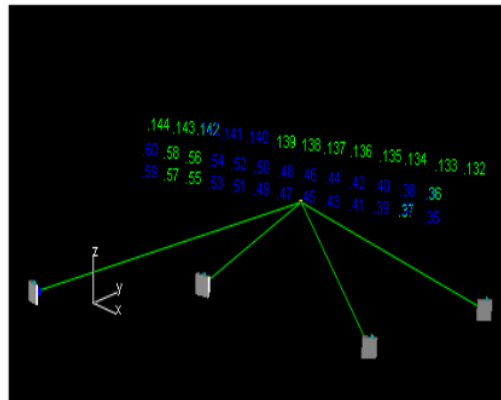 .144 .143 .142 .141 .140 .139 .138 .137 .136 .135 .134 .133 .132
.60 .58 .56 .54 .52 .50 .48 .46 .44 .42 .40 .38 .36
.59 .57 .55 .53 .51 .49 .47 .45 .43 .41 .39 .37 .35
z
y
x